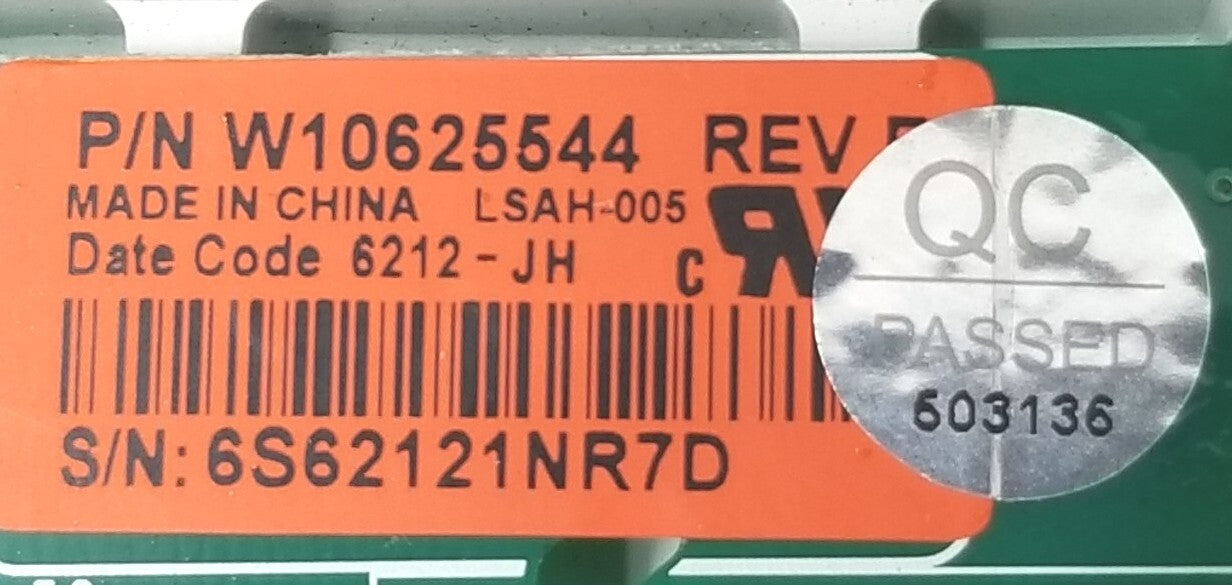 P/N W10625544 REV
MADE IN CHINA LSAH-005
Date Code 6212-JH
C
S/N: 6S62121NR7D
QC
PASSED
603136